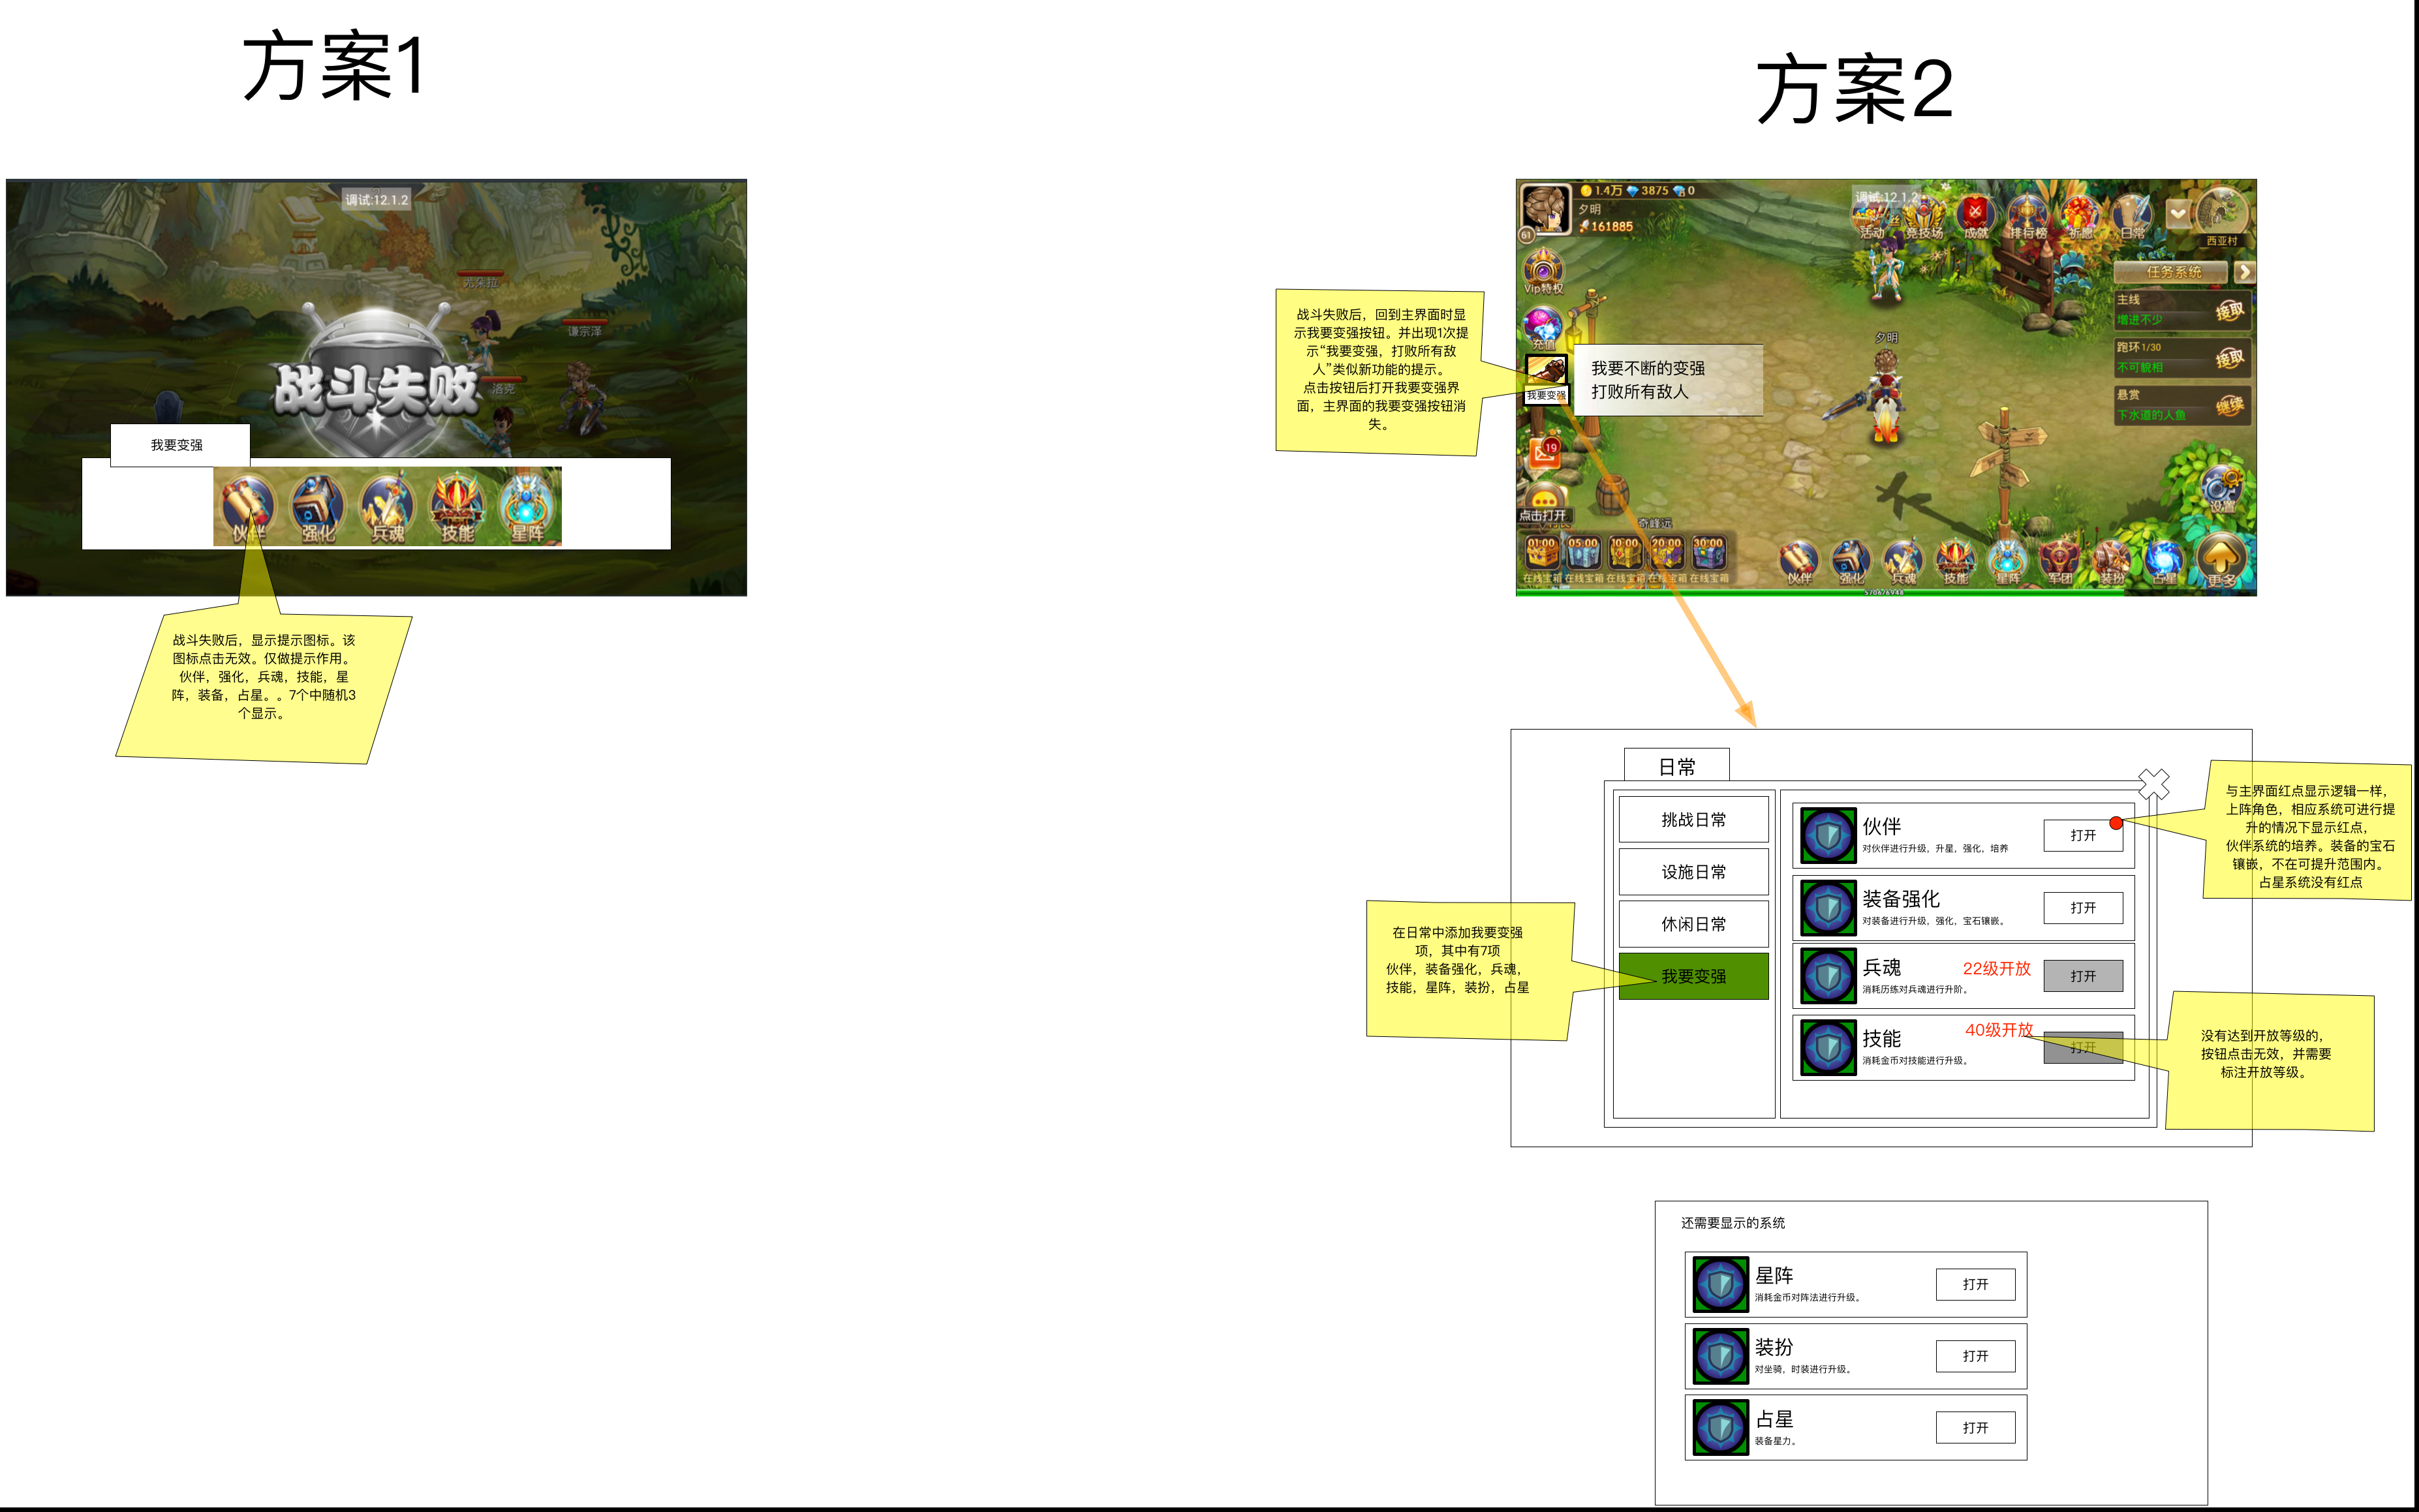 方案1
调试:12.1.2
尤朵拉
谦宗泽
洛克
战斗失败
我要变强
伙伴
强化
兵魂
技能
星阵
战斗失败后，显示提示图标。该
图标点击无效。仅做提示作用。
伙伴，强化，兵魂，技能，星
阵，装备，占星。。7个中随机3
个显示。
方案2
1.4万 3875 0
夕明
161885
61
调试:12.1.2
活动
竞技场
成就
排行榜
祈愿
日常
西亚村
Vip特权
充值
我要变强
我要不断的变强
打败所有敌人
夕明
任务系统
主线
增进不少
接取
跑环1/30
不可貌相
接取
悬赏
下水道的人鱼
继续
19
点击打开
奇峰远
设置
01:00
05:00
10:00
20:00
30:00
在线宝箱
在线宝箱
在线宝箱
在线宝箱
在线宝箱
伙伴
强化
兵魂
技能
星阵
军团
装扮
占星
更多
5706/6948
战斗失败后，回到主界面时显
示我要变强按钮。并出现1次提
示“我要变强，打败所有敌
人”类似新功能的提示。
点击按钮后打开我要变强界
面，主界面的我要变强按钮消
失。
日常
挑战日常
设施日常
休闲日常
我要变强
伙伴
对伙伴进行升级，升星，强化，培养
打开
装备强化
对装备进行升级，强化，宝石镶嵌。
打开
兵魂
消耗历练对兵魂进行升阶。
22级开放
打开
技能
消耗金币对技能进行升级。
40级开放
打开
与主界面红点显示逻辑一样，
上阵角色，相应系统可进行提
升的情况下显示红点，
伙伴系统的培养。装备的宝石
镶嵌，不在可提升范围内。
占星系统没有红点
在日常中添加我要变强
项，其中有7项
伙伴，装备强化，兵魂，
技能，星阵，装扮，占星
没有达到开放等级的，
按钮点击无效，并需要
标注开放等级。
还需要显示的系统
星阵
消耗金币对阵法进行升级。
打开
装扮
对坐骑，时装进行升级。
打开
占星
装备星力。
打开